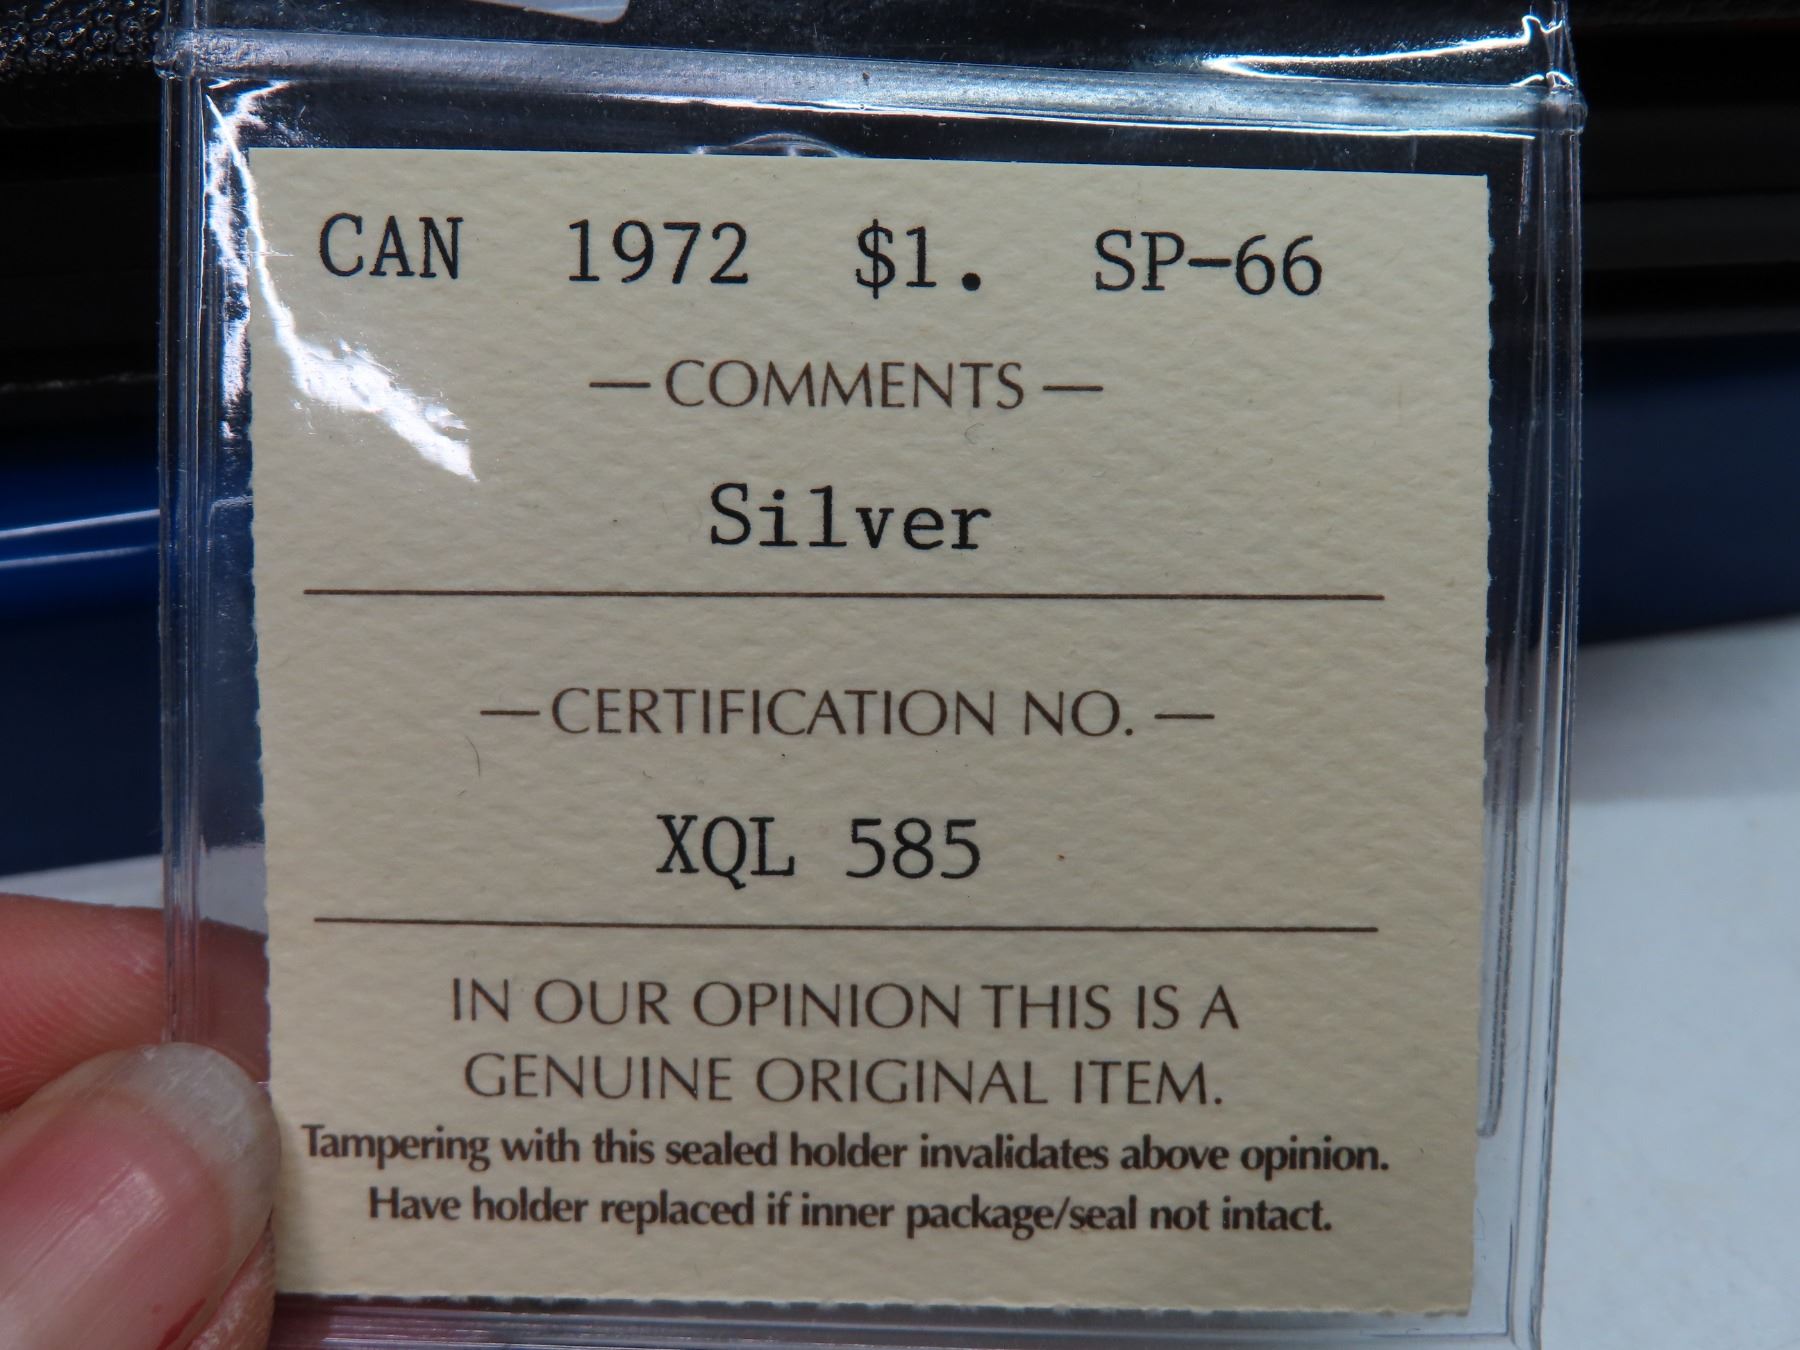 CAN 1972 $1. SP-66
—COMMENTS—
Silver
—CERTIFICATION NO.—
XQL 585
IN OUR OPINION THIS IS A
GENUINE ORIGINAL ITEM.
Tampering with this sealed holder invalidates above opinion.
Have holder replaced if inner package/seal not intact.